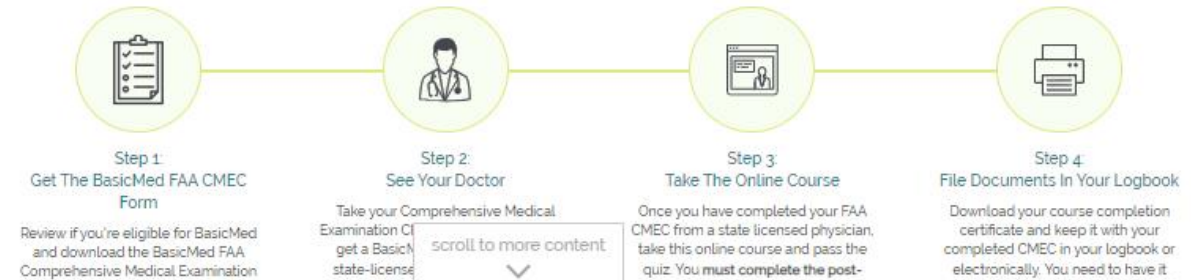 Step 1:
Get The BasicMed FAA CMEC
Form
Review if you're eligible for BasicMed
and download the BasicMed FAA
Comprehensive Medical Examination
Step 2:
See Your Doctor
Take your Comprehensive Medical
Examination
get a
state-license
scroll to more content
Step 3:
Take The Online Course
Once you have completed your FAA
CMEC from a state licensed physician,
take this online course and pass the
quiz. You must complete the post-
Step 4:
File Documents In Your Logbook
Download your course completion
certificate and keep it with your
completed CMEC in your logbook or
electronically. You need to have it